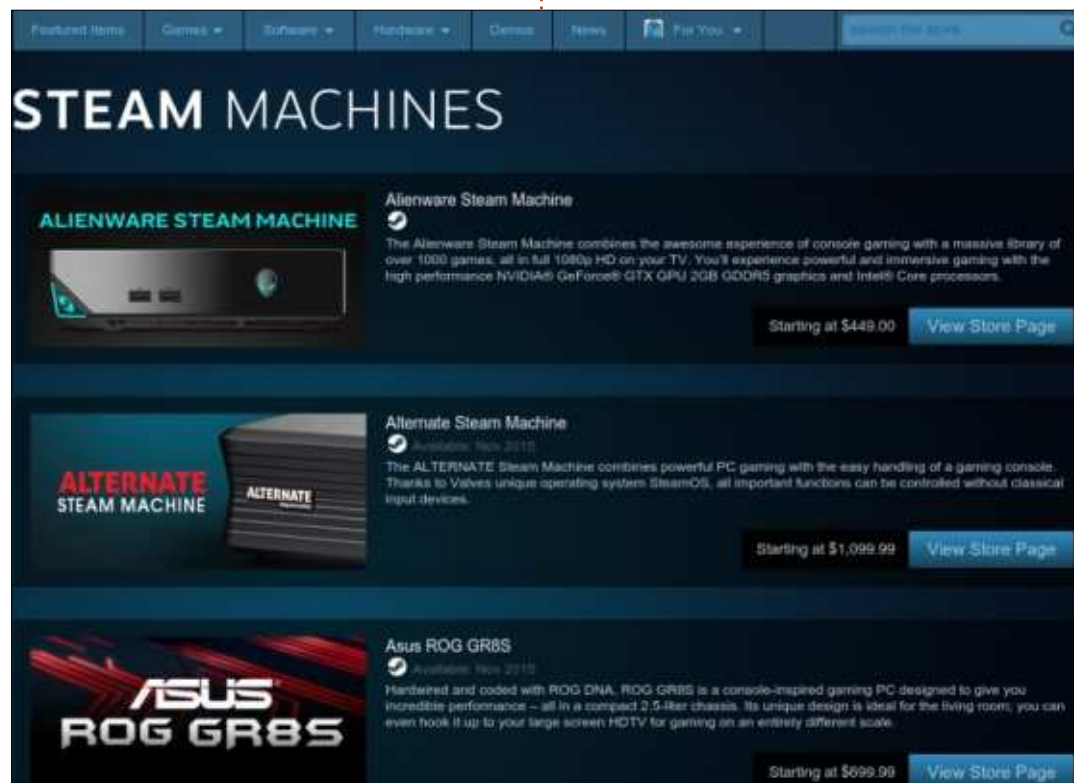 Featured Items Games Software Hardware Demos News For You Search the store
STEAM MACHINES
ALIENWARE STEAM MACHINE
Alienware Steam Machine
The Alienware Steam Machine combines the awesome experience of console gaming with a massive library of
over 1000 games, all in full 1080p HD on your TV. You'll experience powerful and immersive gaming with the
high performance NVIDIA® GeForce® GTX GPU 2GB GDDR5 graphics and Intel® Core processors.
Starting at $449.00 View Store Page
ALTERNATE
STEAM MACHINE
ALTERNATE
Alternate Steam Machine
Available: Nov 2015
The ALTERNATE Steam Machine combines powerful PC gaming with the easy handling of a gaming console.
Thanks to Valves unique operating system SteamOS, all important functions can be controlled without classical
input devices.
Starting at $1,099.99 View Store Page
ASUS
ROG GR8S
Asus ROG GR8S
Available: Nov 2015
Hardwired and coded with ROG DNA, ROG GR8S is a console-inspired gaming PC designed to give you
incredible performance – all in a compact 2.5-liter chassis. Its unique design is ideal for the living room; you can
even hook it up to your large screen HDTV for gaming on an entirely different scale.
Starting at $699.99 View Store Page